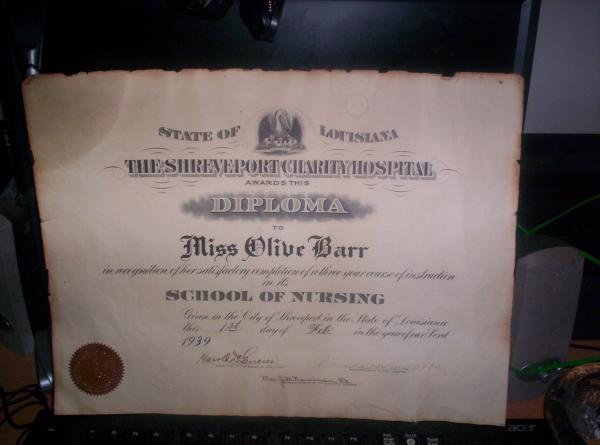 STATE OF LOUISIANA
THE SHREVEPORT CHARITY HOSPITAL
AWARDS THIS
DIPLOMA
TO
Miss Olive Barr
in recognition of her satisfactory completion of a three year course of instruction
in its
SCHOOL OF NURSING
Given in the City of Shreveport in the State of Louisiana
this 1st day of Feb. in the year of our Lord
1939
acer